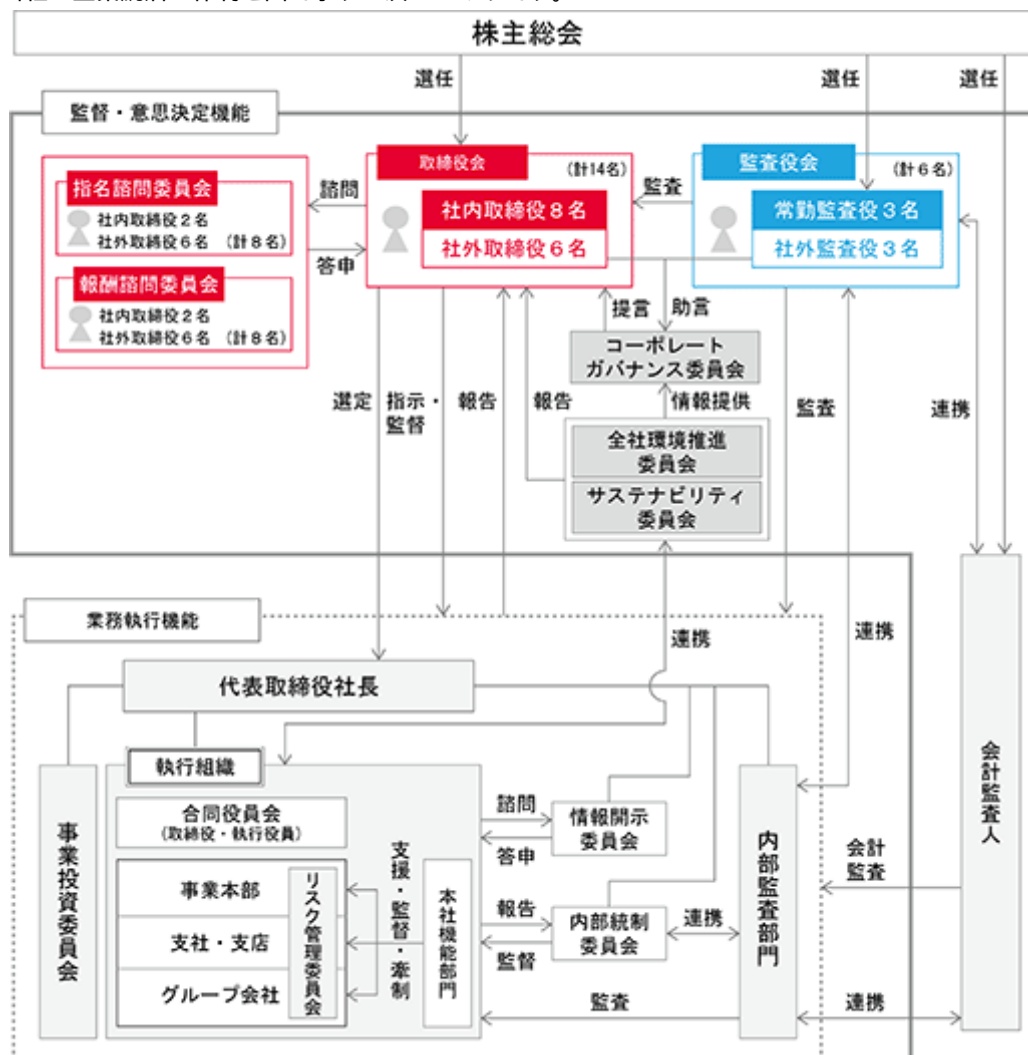 株主総会
選任
選任
選任
監督・意思決定機能
取締役会
(計14名)
社内取締役8名
社外取締役6名
監査役会
(計6名)
常勤監査役3名
社外監査役3名
指名諮問委員会
社内取締役2名
社外取締役6名 (計8名)
報酬諮問委員会
社内取締役2名
社外取締役6名 (計8名)
諮問
答申
監査
提言
助言
コーポレート
ガバナンス委員会
選定
指示・
監督
報告
報告
情報提供
監査
連携
全社環境推進
委員会
サステナビリティ
委員会
業務執行機能
連携
連携
代表取締役社長
執行組織
事業投資委員会
合同役員会
(取締役・執行役員)
事業本部
支社・支店
グループ会社
リスク管理委員会
支援・監督・牽制
本社機能部門
諮問
答申
情報開示
委員会
報告
監督
内部統制
委員会
連携
内部監査部門
会計
監査
会計監査人
監査
連携